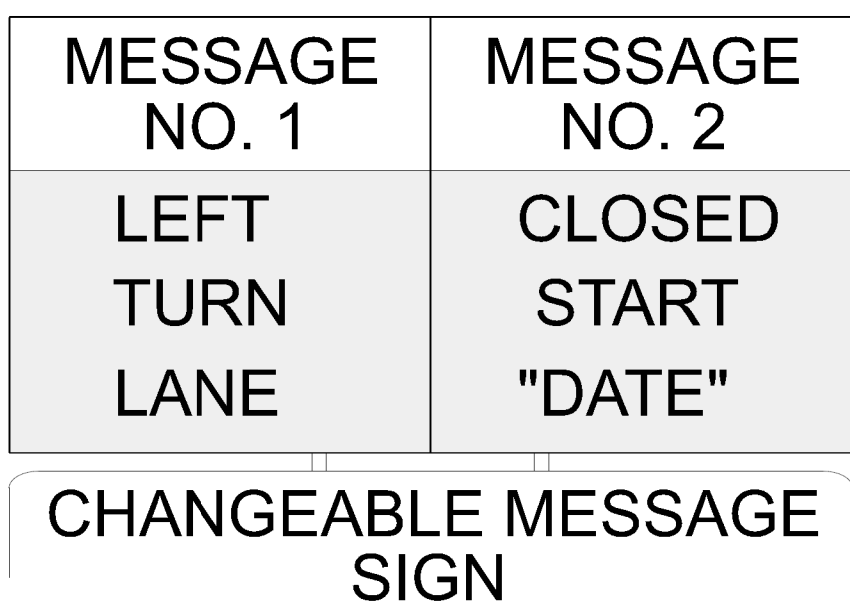 MESSAGE
NO. 1
LEFT
TURN
LANE
MESSAGE
NO. 2
CLOSED
START
"DATE"
CHANGEABLE MESSAGE
SIGN